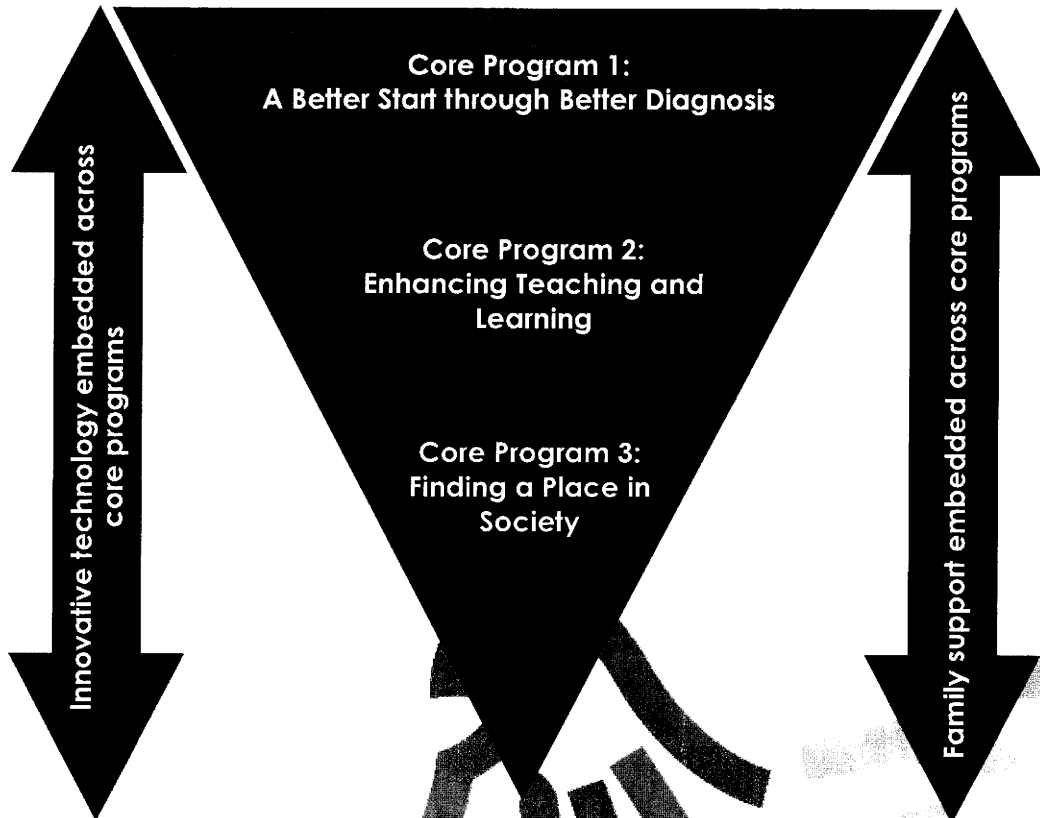 Core Program 1:
A Better Start through Better Diagnosis
Core Program 2:
Enhancing Teaching and
Learning
Core Program 3:
Finding a Place in
Society
Innovative technology embedded across
core programs
Family support embedded across core programs